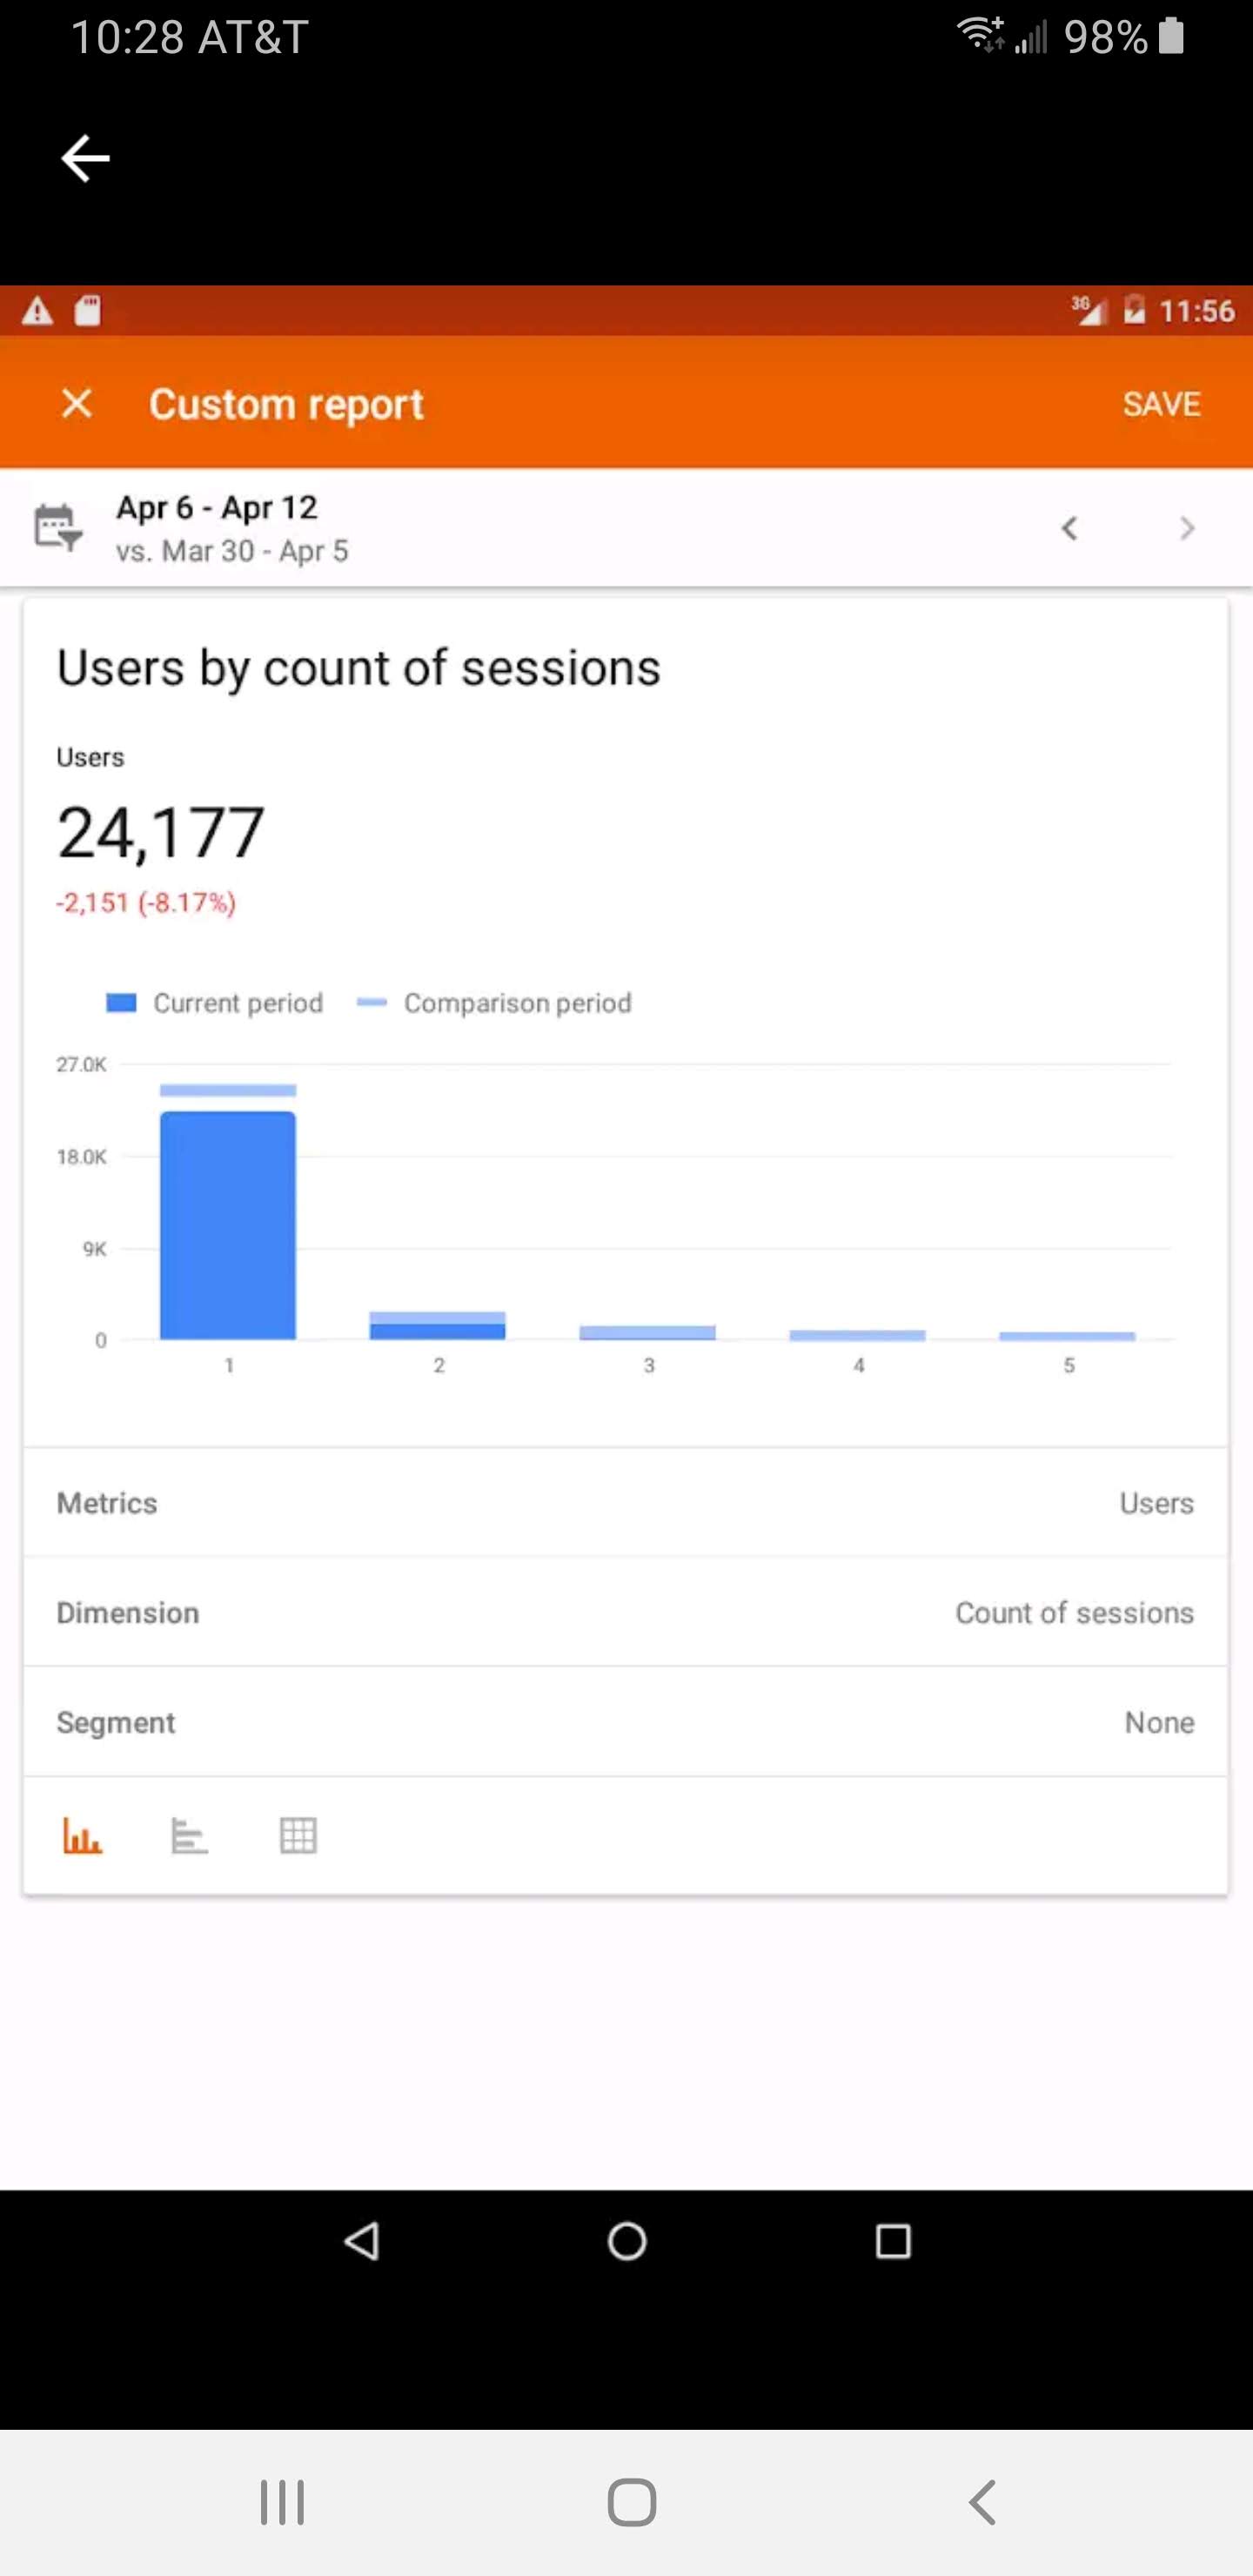 10:28 AT&T 98%
3G 11:56
Custom report SAVE
Apr 6 - Apr 12
vs. Mar 30 - Apr 5
Users by count of sessions
Users
24,177
-2,151 (-8.17%)
Current period Comparison period
27.0K
18.0K
9K
0
1 2 3 4 5
Metrics Users
Dimension Count of sessions
Segment None